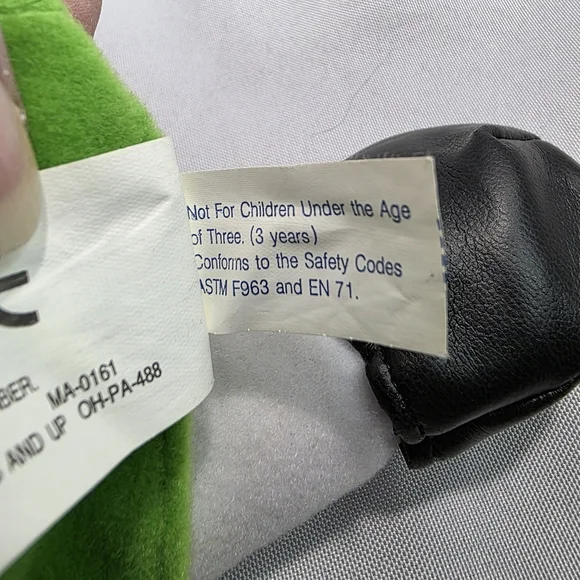 Not For Children Under the Age
of Three. (3 years)
Conforms to the Safety Codes
ASTM F963 and EN 71.
BER. MA-0161
AND UP OH-PA-488